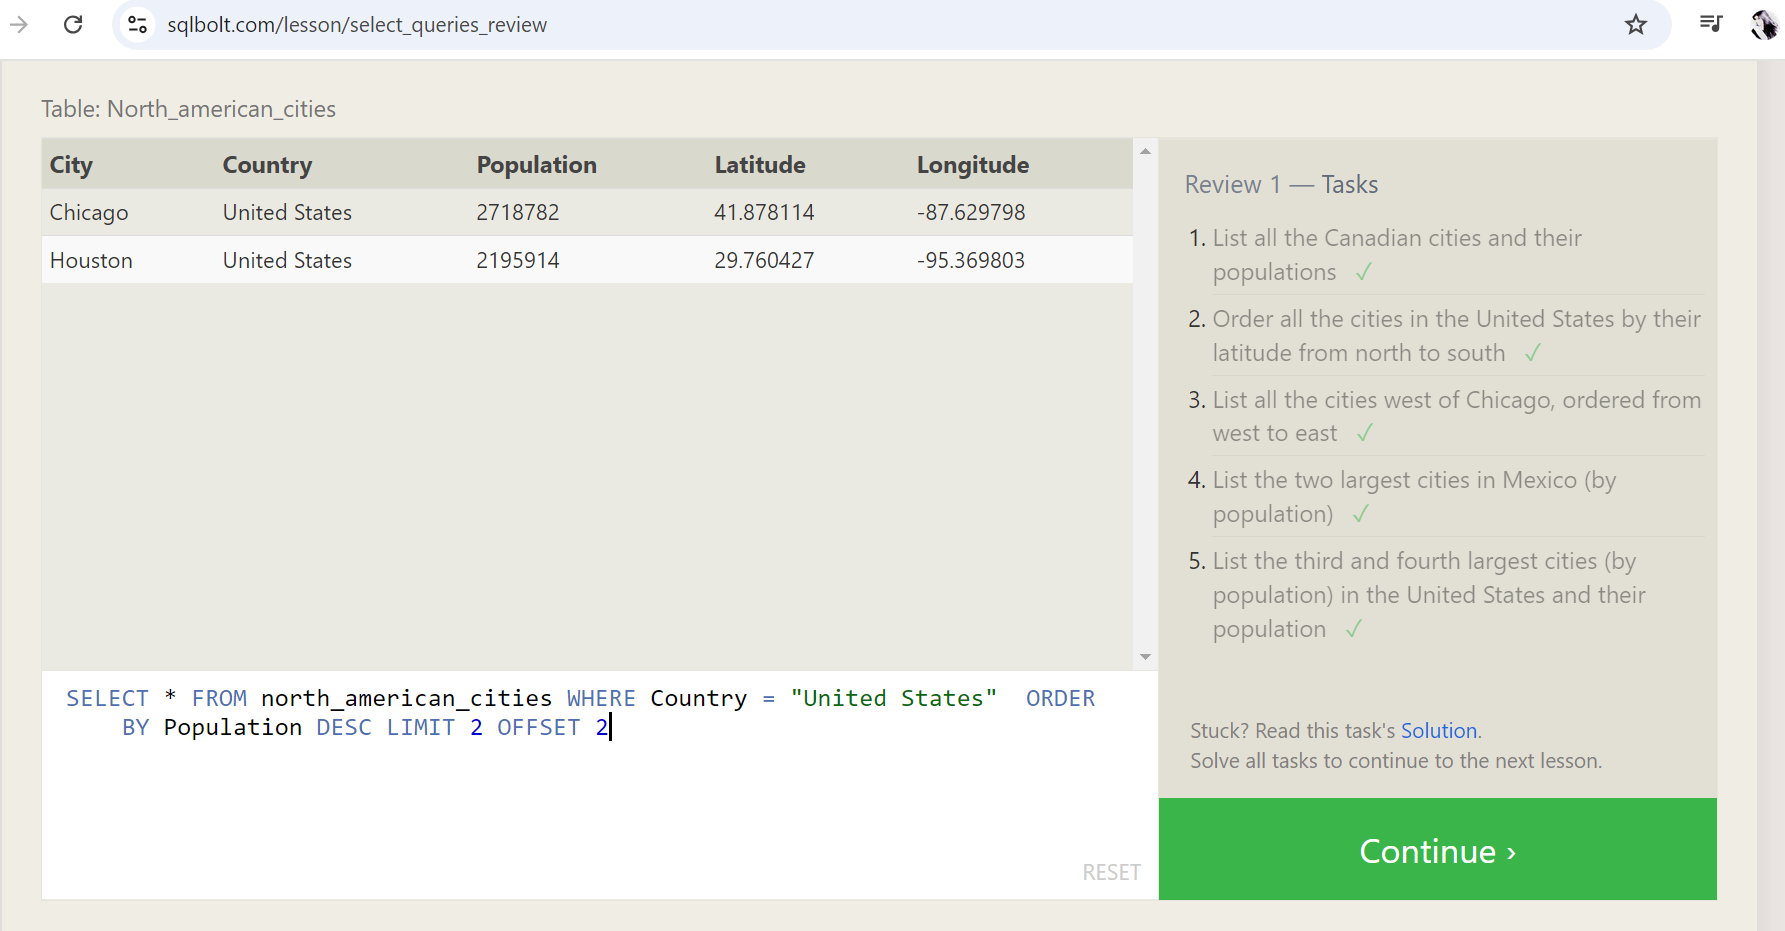 sqlbolt.com/lesson/select_queries_review
Table: North_american_cities
City Country Population Latitude Longitude
Chicago United States 2718782 41.878114 -87.629798
Houston United States 2195914 29.760427 -95.369803
SELECT * FROM north_american_cities WHERE Country = "United States"  ORDER
BY Population DESC LIMIT 2 OFFSET 2
RESET
Review 1 — Tasks
1. List all the Canadian cities and their
populations ✓
2. Order all the cities in the United States by their
latitude from north to south ✓
3. List all the cities west of Chicago, ordered from
west to east ✓
4. List the two largest cities in Mexico (by
population) ✓
5. List the third and fourth largest cities (by
population) in the United States and their
population ✓
Stuck? Read this task's Solution.
Solve all tasks to continue to the next lesson.
Continue ›